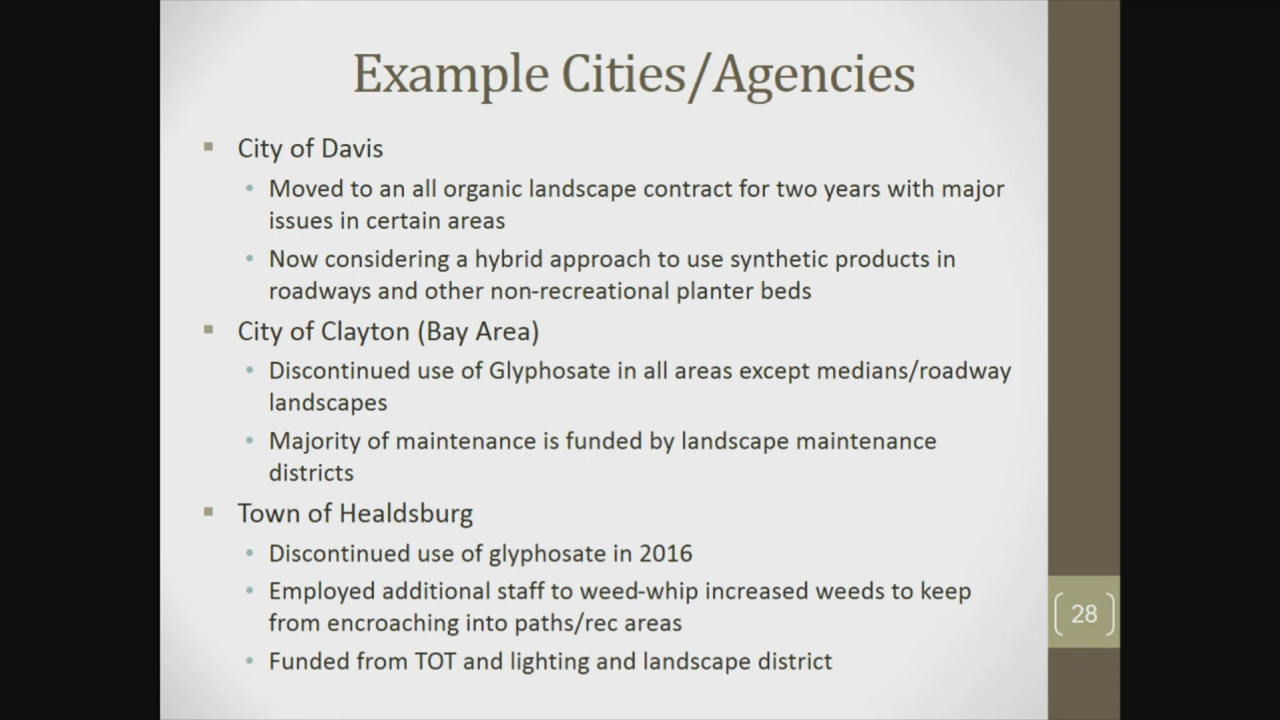 Example Cities/Agencies
City of Davis
Moved to an all organic landscape contract for two years with major
issues in certain areas
Now considering a hybrid approach to use synthetic products in
roadways and other non-recreational planter beds
City of Clayton (Bay Area)
Discontinued use of Glyphosate in all areas except medians/roadway
landscapes
Majority of maintenance is funded by landscape maintenance
districts
Town of Healdsburg
Discontinued use of glyphosate in 2016
Employed additional staff to weed-whip increased weeds to keep
from encroaching into paths/rec areas
Funded from TOT and lighting and landscape district
28